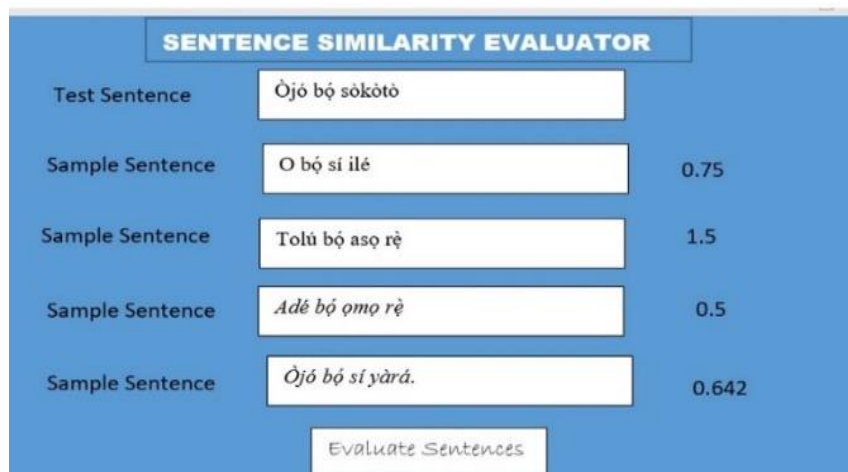 SENTENCE SIMILARITY EVALUATOR
Test Sentence Òjó bọ́ sòkòtò
Sample Sentence O bọ́ sí ilé 0.75
Sample Sentence Tolú bọ́ asọ rẹ̀ 1.5
Sample Sentence Adé bọ́ ọmọ rẹ̀ 0.5
Sample Sentence Òjó bọ́ sí yàrá. 0.642
Evaluate Sentences